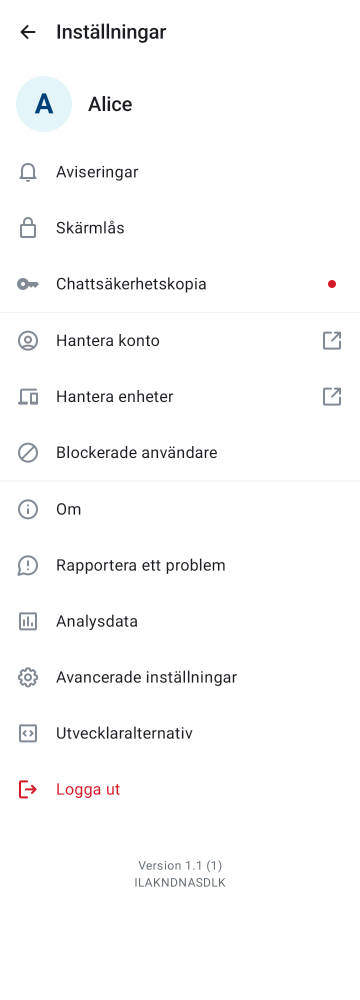 Inställningar
A
Alice
Aviseringar
Skärmlås
Chattsäkerhetskopia
Hantera konto
Hantera enheter
Blockerade användare
Om
Rapportera ett problem
Analysdata
Avancerade inställningar
Utvecklaralternativ
Logga ut
Version 1.1 (1)
ILAKNDNASDLK